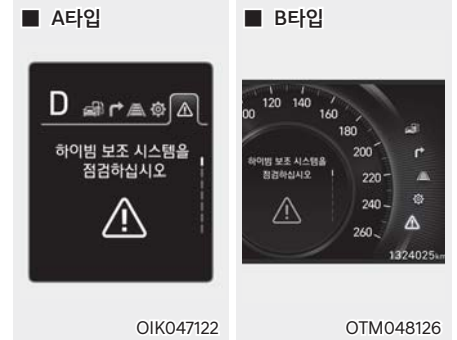 ■ A타입
D
하이빔 보조 시스템을
점검하십시오
OIK047122
■ B타입
120 140
00 160
180
200
220
240
260
하이빔 보조 시스템을
점검하십시오
1324025km
OTM048126